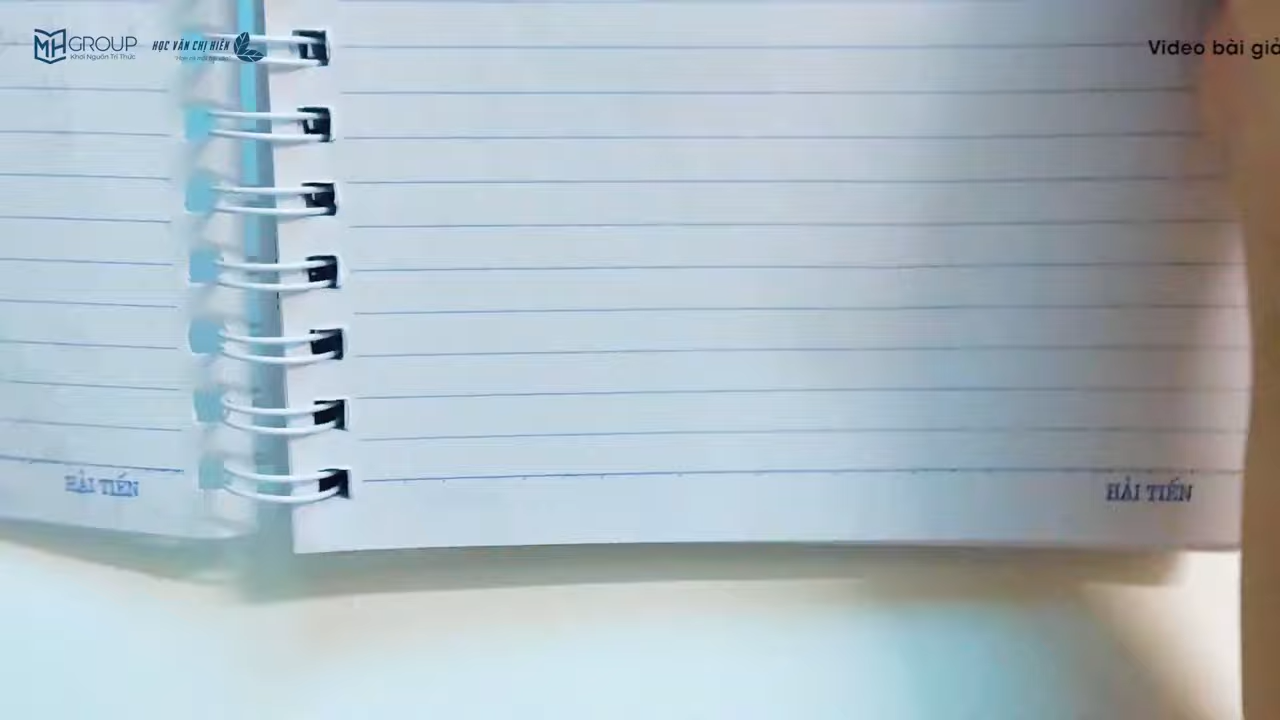 MH GROUP
Khơi Nguồn Tri Thức
HỌC VĂN CHỊ HIÊN
Video bài giả
HẢI TIẾN
HẢI TIẾN